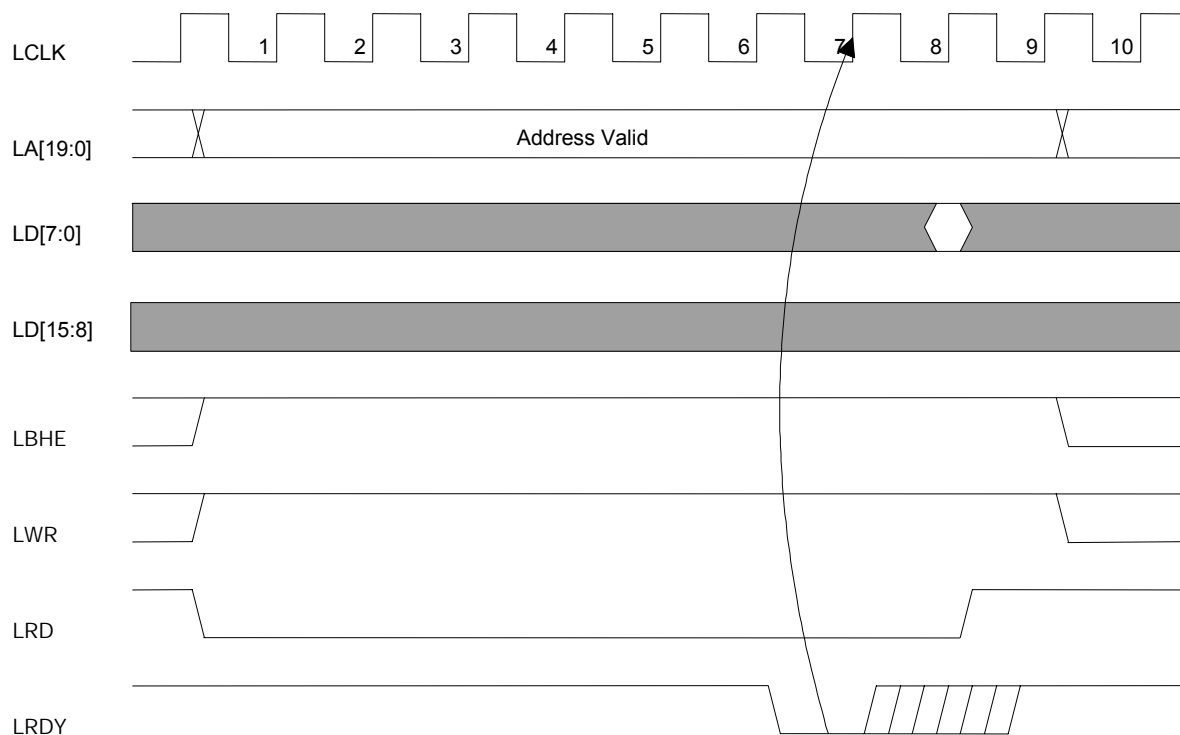 LCLK 1 2 3 4 5 6 7 8 9 10
LA[19:0] Address Valid
LD[7:0]
LD[15:8]
LBHE
LWR
LRD
LRDY